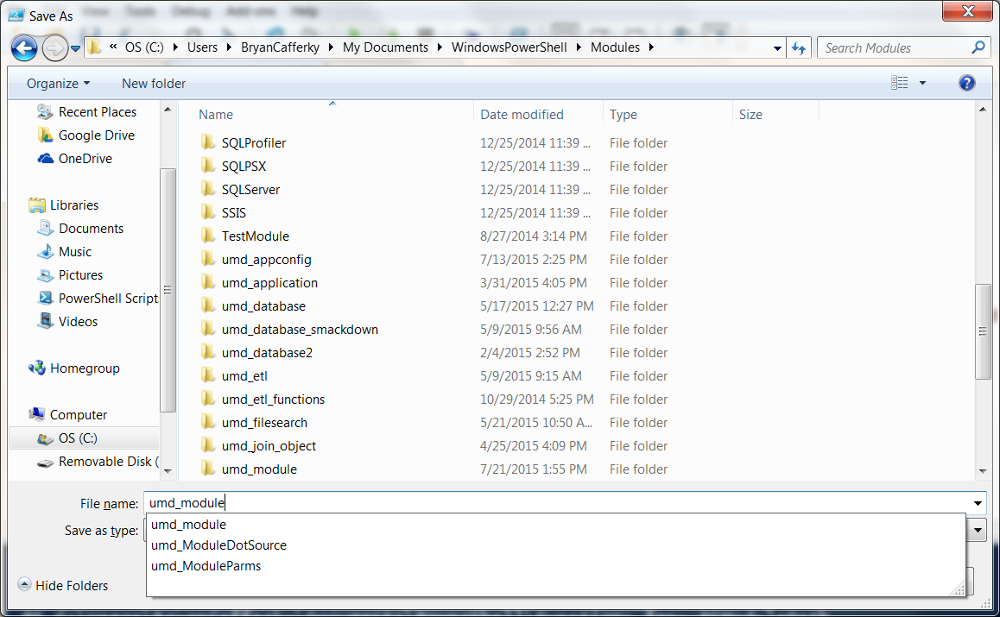 Save As
View Tools Debug Add-ons Help
« OS (C:) BryanCafferky Users My Documents WindowsPowerShell Modules
Search Modules
Organize New folder
Name Date modified Type Size
Recent Places
Google Drive
OneDrive
Libraries
Documents
Music
Pictures
PowerShell Script
Videos
Homegroup
Computer
OS (C:)
Removable Disk (
SQLProfiler 12/25/2014 11:39 ... File folder
SQLPSX 12/25/2014 11:39 ... File folder
SQLServer 12/25/2014 11:39 ... File folder
SSIS 12/25/2014 11:39 ... File folder
TestModule 8/27/2014 3:14 PM File folder
umd_appconfig 7/13/2015 2:25 PM File folder
umd_application 3/31/2015 4:05 PM File folder
umd_database 5/17/2015 12:27 PM File folder
umd_database_smackdown 5/9/2015 9:56 AM File folder
umd_database2 2/4/2015 2:52 PM File folder
umd_etl 5/9/2015 9:15 AM File folder
umd_etl_functions 10/29/2014 5:25 PM File folder
umd_filesearch 5/21/2015 10:50 A... File folder
umd_join_object 4/25/2015 4:09 PM File folder
umd_module 7/21/2015 1:55 PM File folder
File name: umd_module
Save as type:
umd_module
umd_ModuleDotSource
umd_ModuleParms
Hide Folders